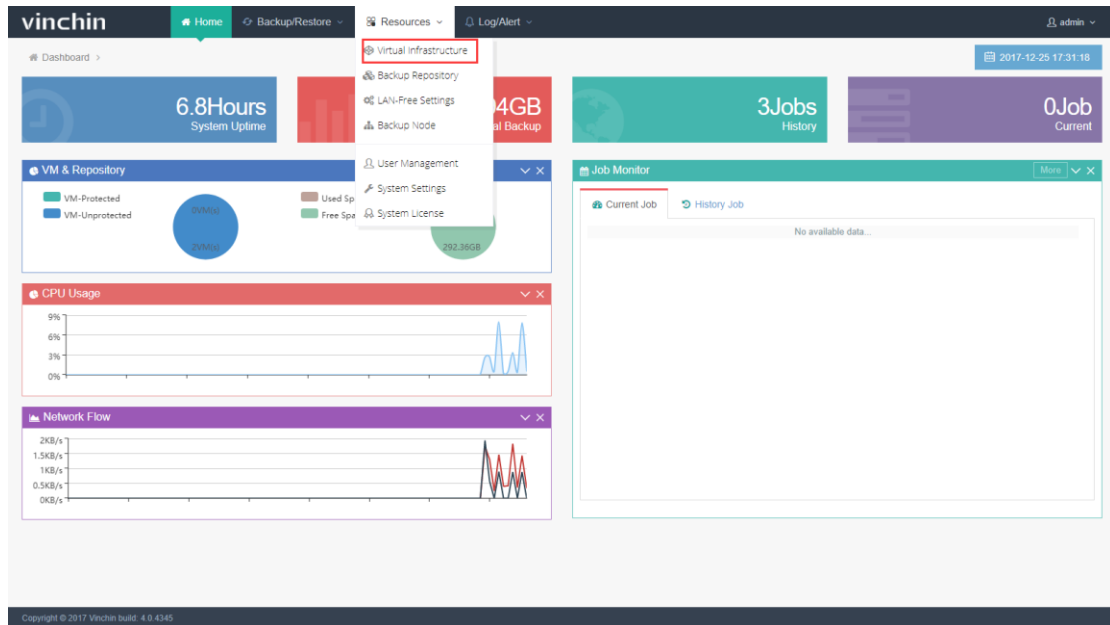 vinchin
Home
Backup/Restore
Resources
Log/Alert
admin
Dashboard >
2017-12-25 17:31:18
Virtual Infrastructure
Backup Repository
LAN-Free Settings
Backup Node
User Management
System Settings
System License
6.8Hours
System Uptime
4GB
al Backup
3Jobs
History
0Job
Current
VM & Repository
VM-Protected
VM-Unprotected
0VM(s)
2VM(s)
Used Sp
Free Spa
292.36GB
Job Monitor
More
Current Job
History Job
No available data...
CPU Usage
9%
6%
3%
0%
Network Flow
2KB/s
1.5KB/s
1KB/s
0.5KB/s
0KB/s
Copyright © 2017 Vinchin build: 4.0.4345